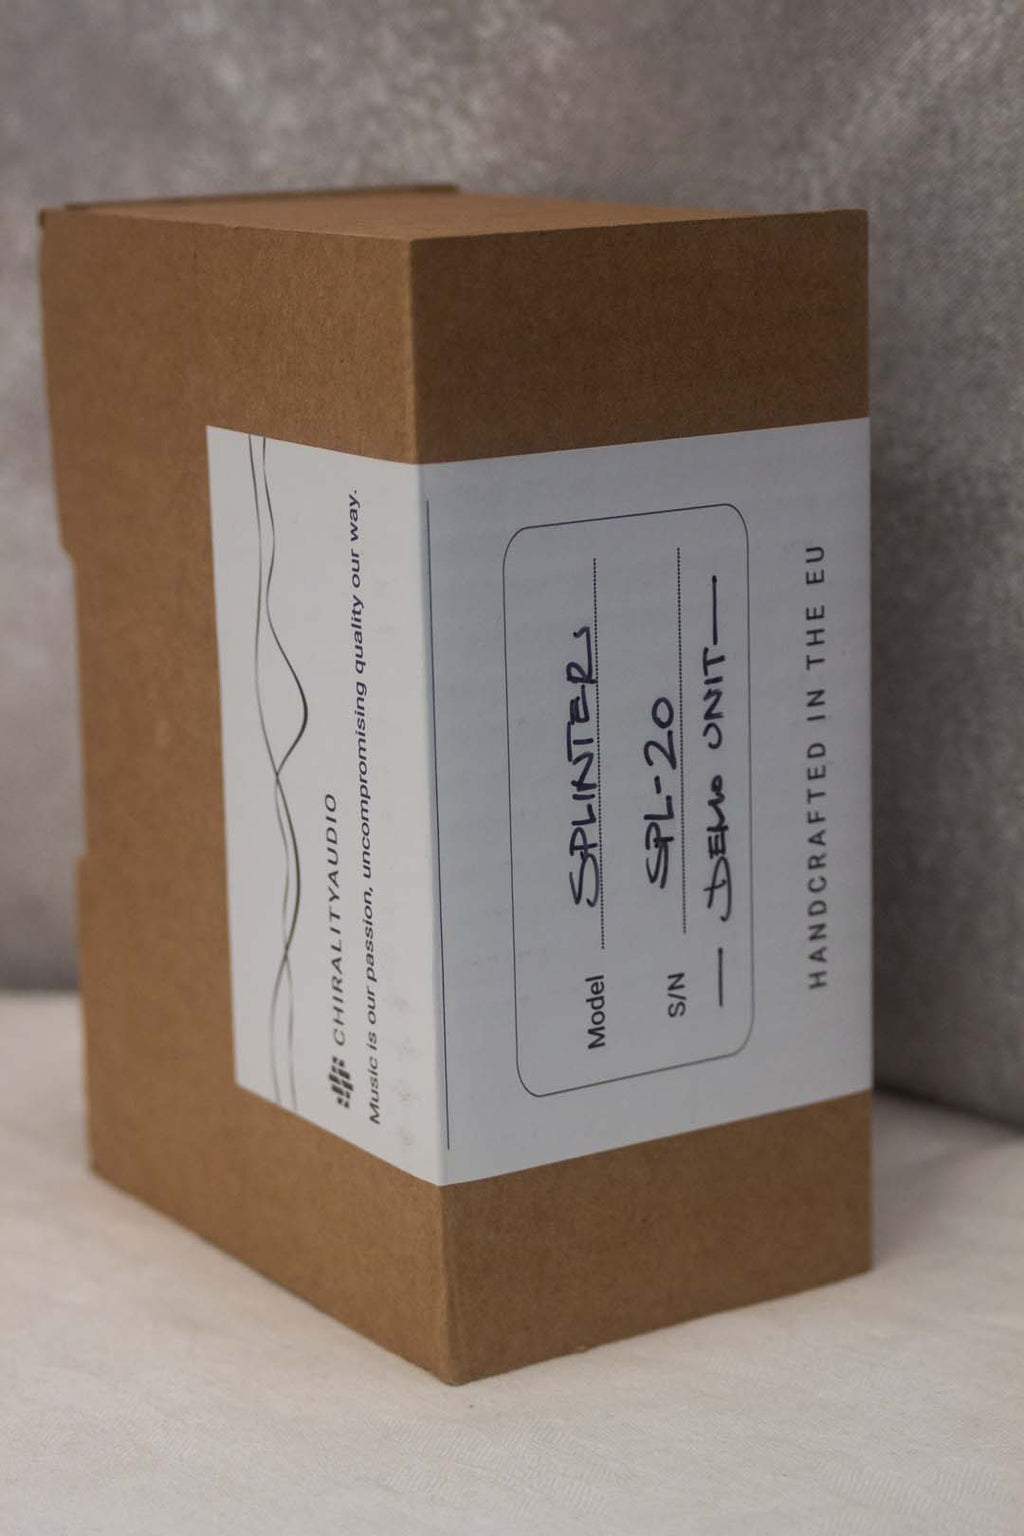 CHIRALITYAUDIO
Music is our passion, uncompromising quality our way.
Model SPLINTERS
S/N SPL-20
— DEMO UNIT —
HANDCRAFTED IN THE EU